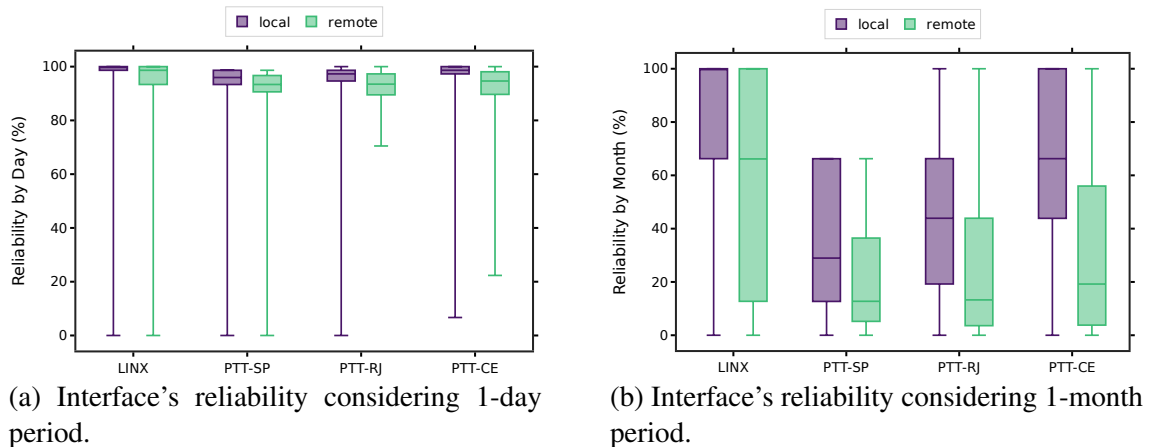 local remote
Reliability by Day (%)
100
80
60
40
20
0
LINX PTT-SP PTT-RJ PTT-CE
(a) Interface's reliability considering 1-day
period.
local remote
Reliability by Month (%)
100
80
60
40
20
0
LINX PTT-SP PTT-RJ PTT-CE
(b) Interface's reliability considering 1-month
period.